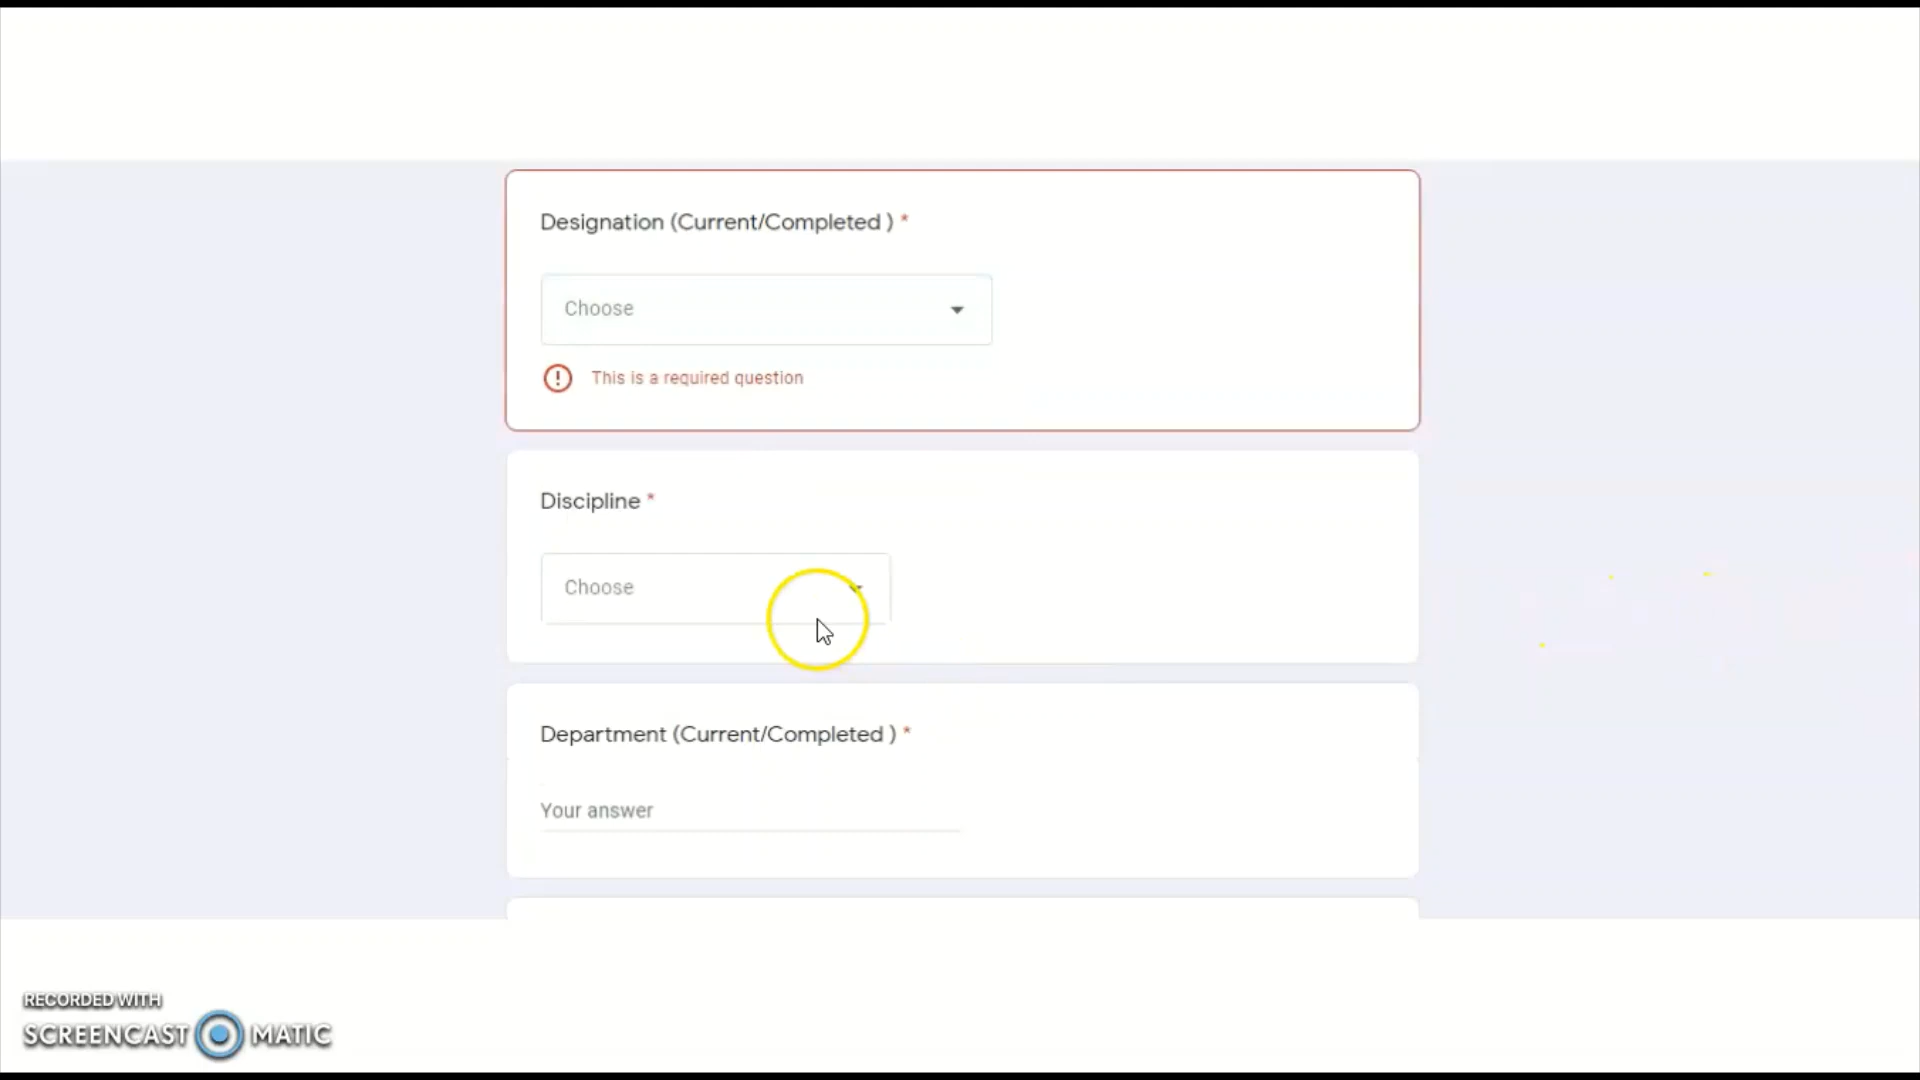 Designation (Current/Completed ) *
Choose
This is a required question
Discipline *
Choose
Department (Current/Completed ) *
Your answer
RECORDED WITH
SCREENCAST MATIC